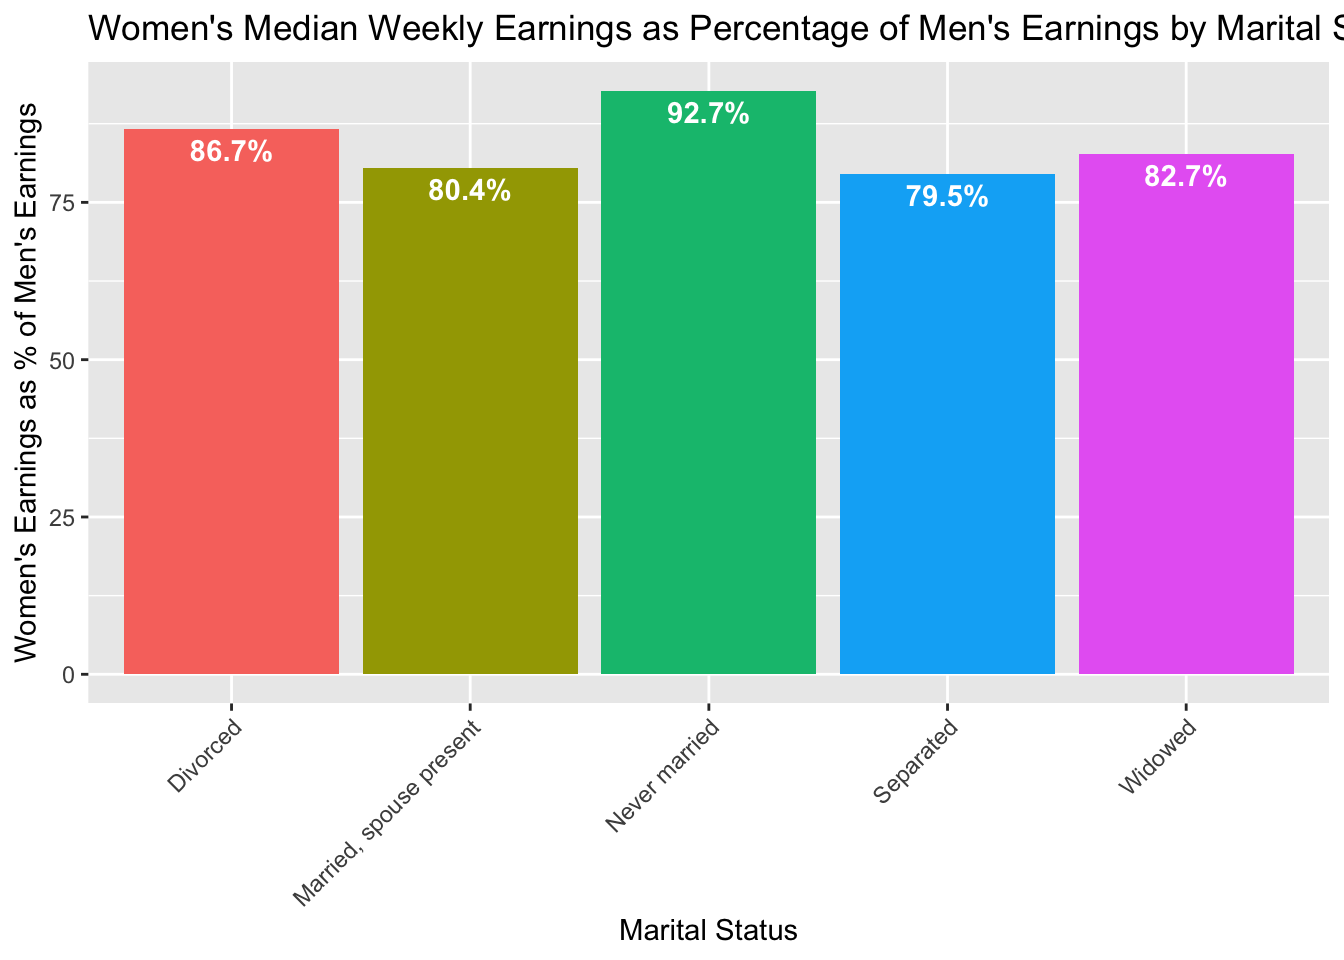 Women's Median Weekly Earnings as Percentage of Men's Earnings by Marital
Women's Earnings as % of Men's Earnings
75
50
25
0
86.7%
80.4%
92.7%
79.5%
82.7%
Divorced
Married, spouse present
Never married
Separated
Widowed
Marital Status